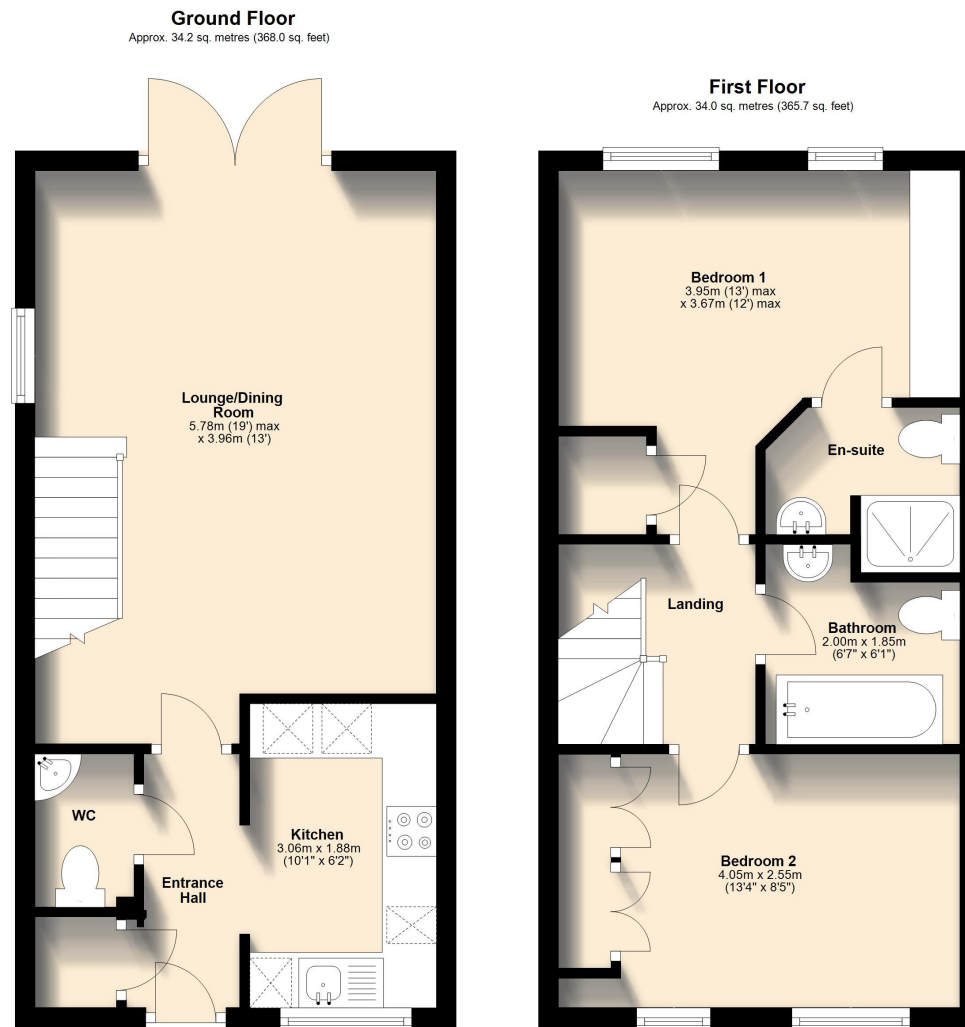 Ground Floor
Approx. 34.2 sq. metres (368.0 sq. feet)
Lounge/Dining
Room
5.78m (19') max
x 3.96m (13')
WC
Entrance
Hall
Kitchen
3.06m x 1.88m
(10'1" x 6'2")
First Floor
Approx. 34.0 sq. metres (365.7 sq. feet)
Bedroom 1
3.95m (13') max
x 3.67m (12') max
En-suite
Landing
Bathroom
2.00m x 1.85m
(6'7" x 6'1")
Bedroom 2
4.05m x 2.55m
(13'4" x 8'5")